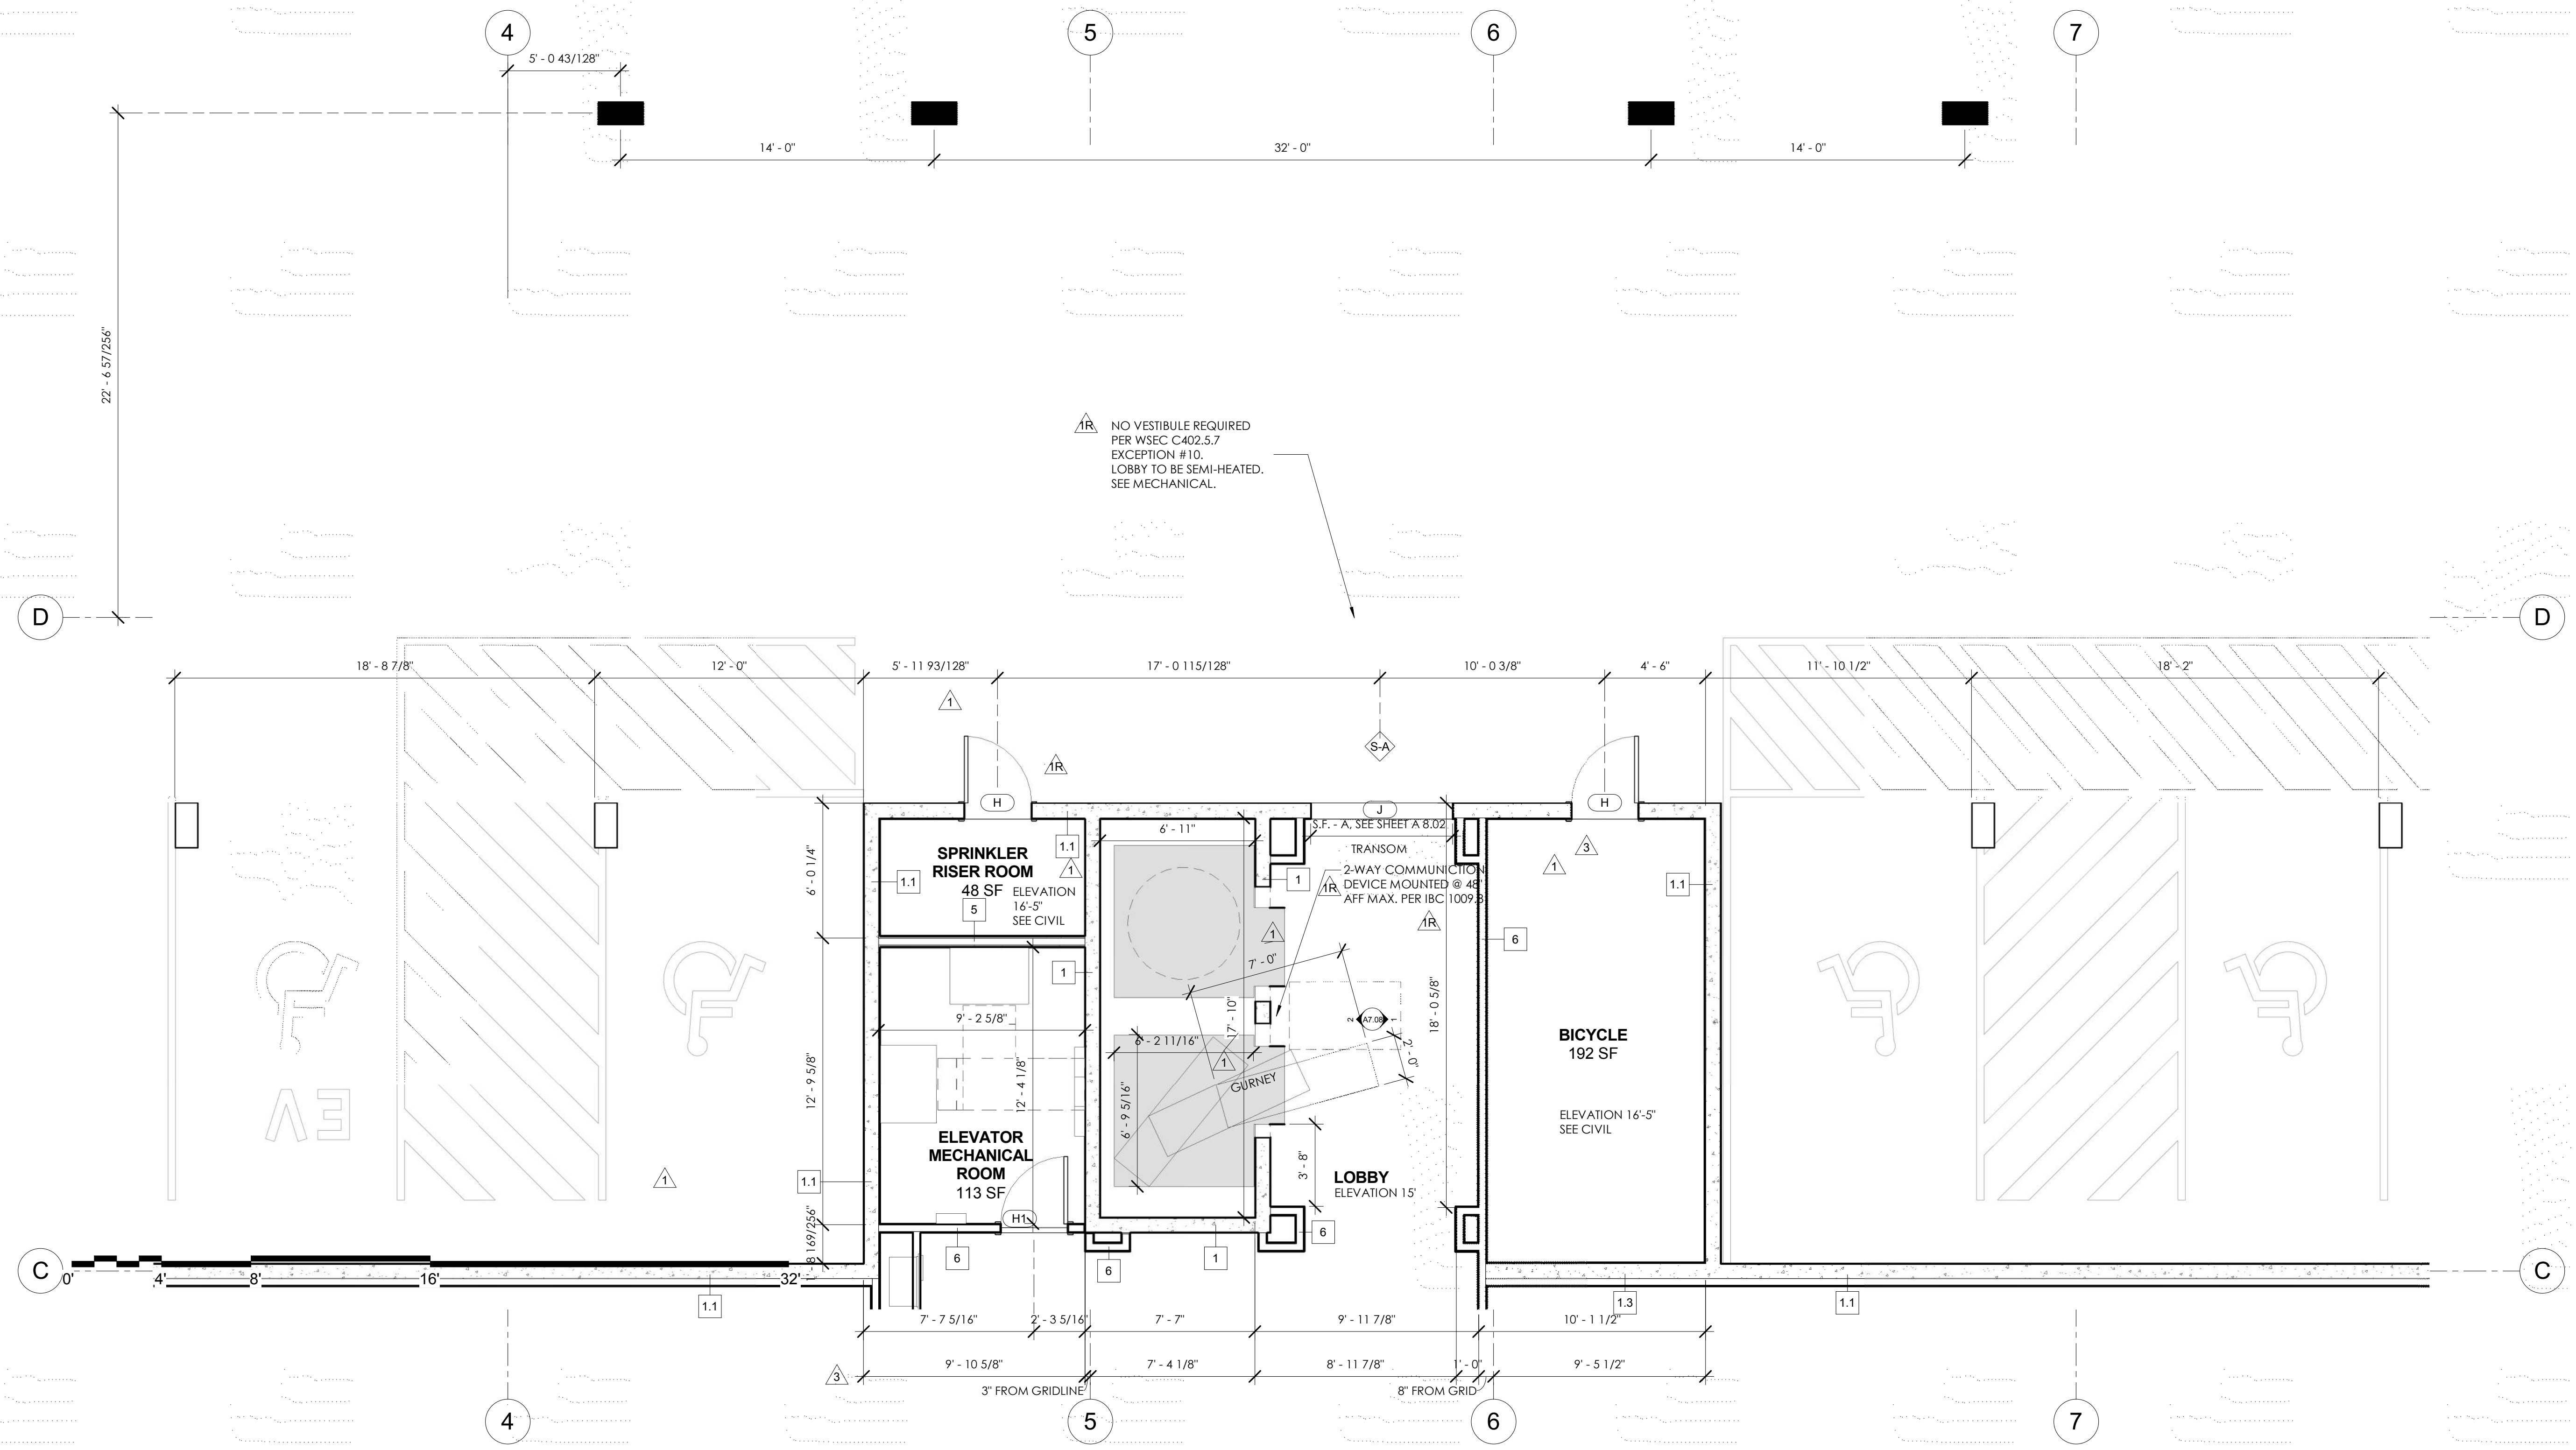 4
5
6
7
5' - 0 43/128"
14' - 0"
32' - 0"
14' - 0"
22' - 6 57/256"
1R
NO VESTIBULE REQUIRED
PER WSEC C402.5.7
EXCEPTION #10.
LOBBY TO BE SEMI-HEATED.
SEE MECHANICAL.
D
D
18' - 8 7/8"
12' - 0"
5' - 11 93/128"
17' - 0 115/128"
10' - 0 3/8"
4' - 6"
11' - 10 1/2"
18' - 2"
1
1R
S-A
H
J
H
S.F. - A, SEE SHEET A 8.02
6' - 11"
TRANSOM
3
1
6' - 0 1/4"
SPRINKLER
RISER ROOM
48 SF
ELEVATION
16'-5"
SEE CIVIL
1.1
1
1.1
5
1
2-WAY COMMUNICTION
DEVICE MOUNTED @ 48"
AFF MAX. PER IBC 1009.8
1R
1R
1.1
1
6
7' - 0"
1
17' - 10"
18' - 0 5/8"
9' - 2 5/8"
2
A7.08
1
6' - 2 11/16"
1
2' - 0"
GURNEY
BICYCLE
192 SF
ELEVATION 16'-5"
SEE CIVIL
12' - 9 5/8"
12' - 4 1/8"
6' - 9 5/16"
EV
ELEVATOR
MECHANICAL
ROOM
113 SF
3' - 8"
LOBBY
ELEVATION 15'
1
1.1
H1
6
6
1
6
8 169/256"
C
0'
4'
8'
16'
32'
C
1.1
1.3
1.1
7' - 7 5/16"
2' - 3 5/16"
7' - 7"
9' - 11 7/8"
10' - 1 1/2"
3
9' - 10 5/8"
7' - 4 1/8"
8' - 11 7/8"
1' - 0"
9' - 5 1/2"
3" FROM GRIDLINE
8" FROM GRID
4
5
6
7